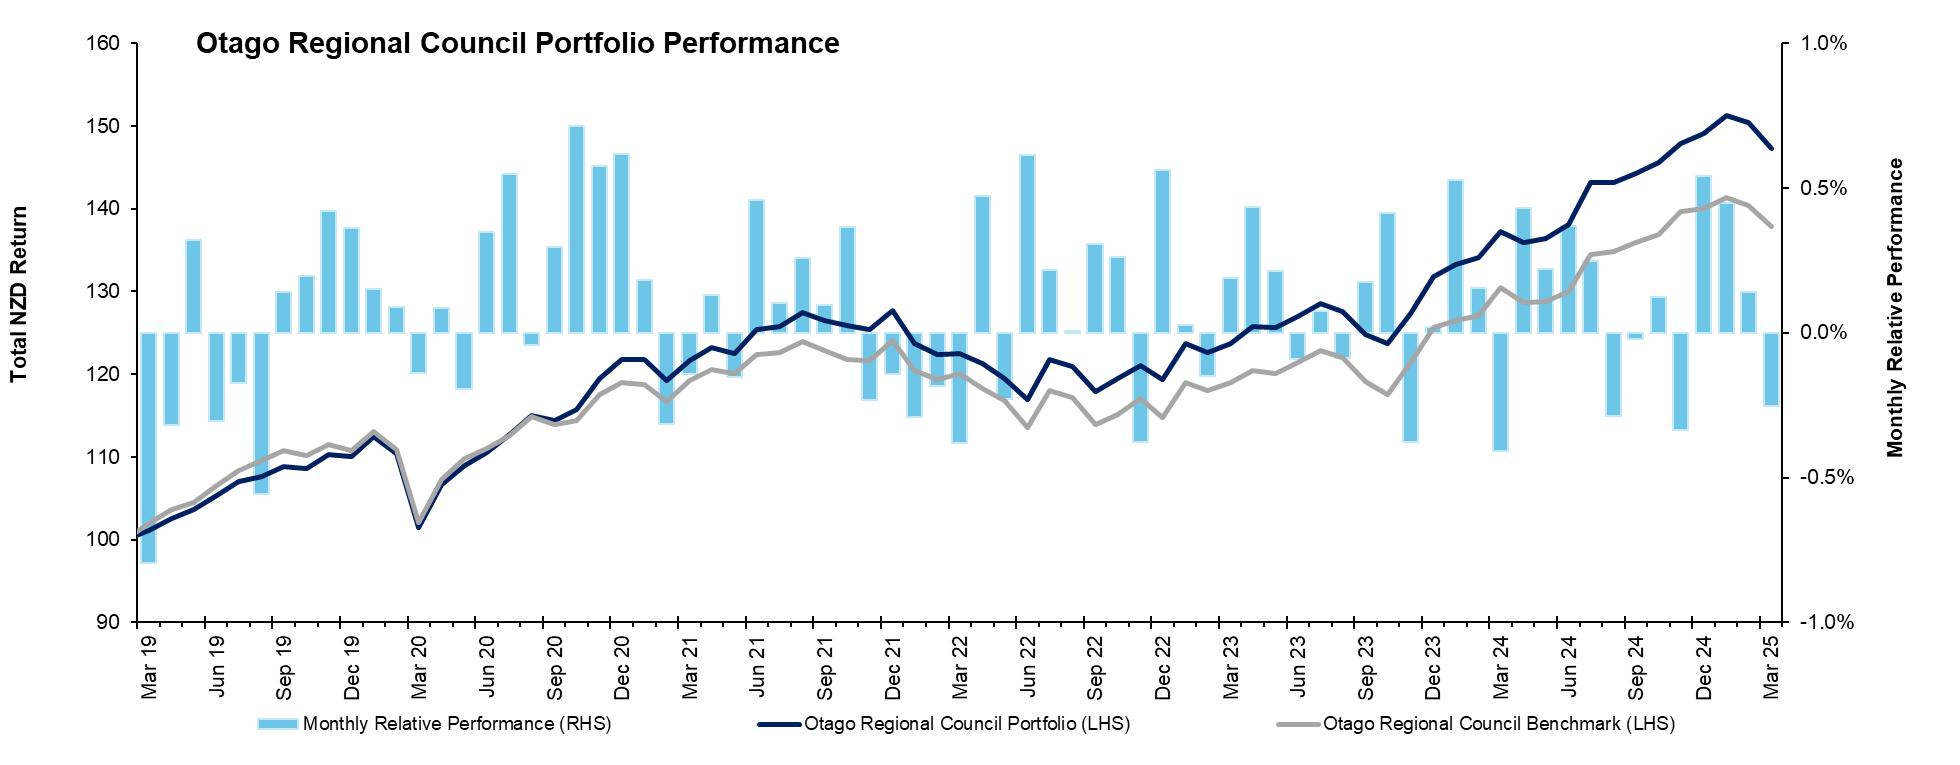 Otago Regional Council Portfolio Performance
160
150
140
130
120
110
100
90
Total NZD Return
1.0%
0.5%
0.0%
-0.5%
-1.0%
Monthly Relative Performance
Mar 19
Jun 19
Sep 19
Dec 19
Mar 20
Jun 20
Sep 20
Dec 20
Mar 21
Jun 21
Sep 21
Dec 21
Mar 22
Jun 22
Sep 22
Dec 22
Mar 23
Jun 23
Sep 23
Dec 23
Mar 24
Jun 24
Sep 24
Dec 24
Mar 25
Monthly Relative Performance (RHS)
Otago Regional Council Portfolio (LHS)
Otago Regional Council Benchmark (LHS)